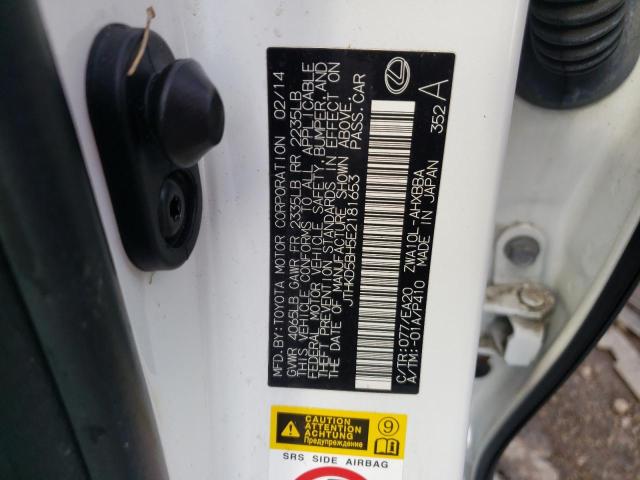 MFD.BY:TOYOTA MOTOR CORPORATION 02/14
GVWR 4065LB GAWR FR 2335LB RR 2235LB
THIS VEHICLE CONFORMS TO ALL APPLICABLE
FEDERAL MOTOR VEHICLE SAFETY, BUMPER, AND
THEFT PREVENTION STANDARDS IN EFFECT ON
THE DATE OF MANUFACTURE SHOWN ABOVE.
JTHKD5BH5E2181653 PASS.CAR
C/TR:077/EA20 ZWA10L-AHXBBA
A/TM:-01A/P410 MADE IN JAPAN 352 A
CAUTION
ATTENTION
ACHTUNG
Предупреждение
9
SRS SIDE AIRBAG